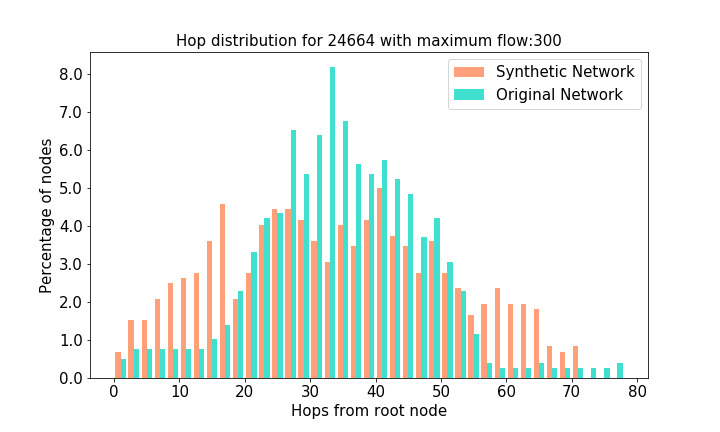 Hop distribution for 24664 with maximum flow:300
Synthetic Network
Original Network
Percentage of nodes
8.0
7.0
6.0
5.0
4.0
3.0
2.0
1.0
0.0
0 10 20 30 40 50 60 70 80
Hops from root node